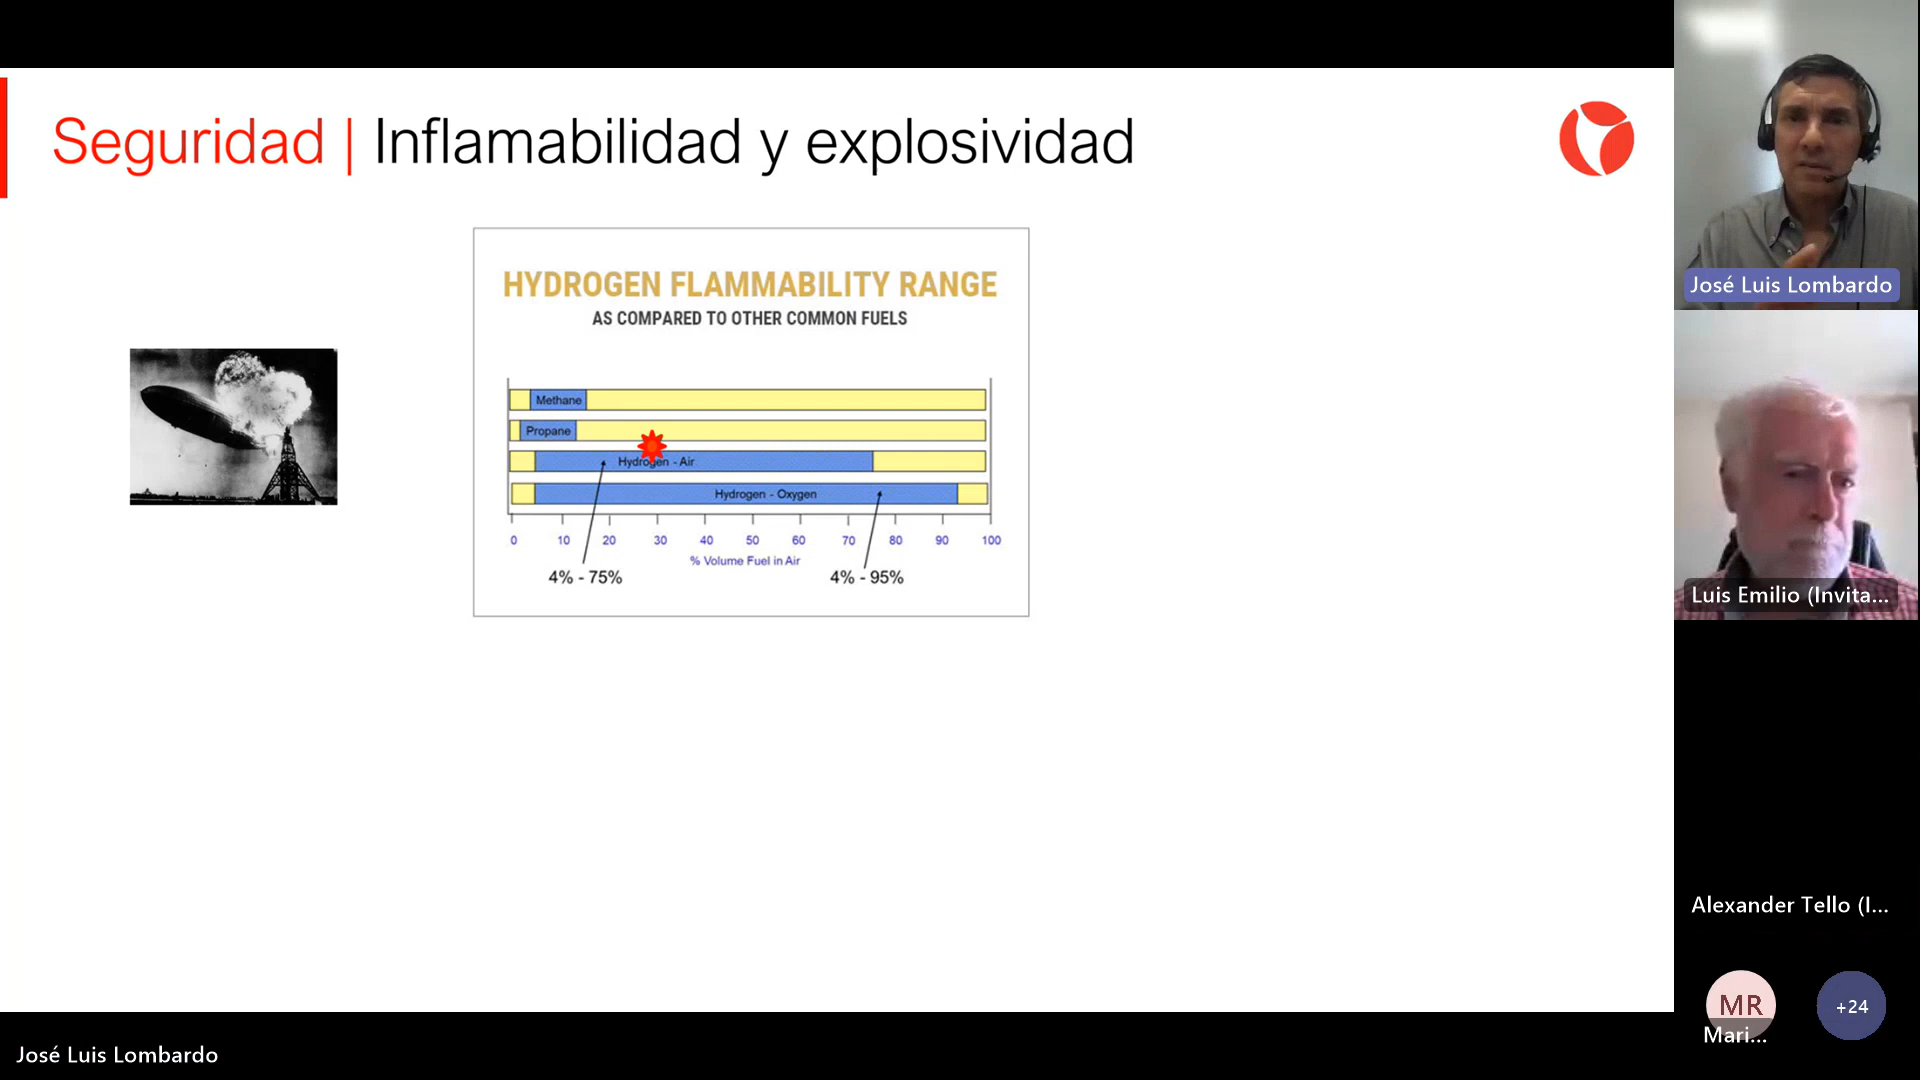 Seguridad | Inflamabilidad y explosividad
HYDROGEN FLAMMABILITY RANGE
AS COMPARED TO OTHER COMMON FUELS
Methane
Propane
Hydrogen - Air
Hydrogen - Oxygen
0 10 20 30 40 50 60 70 80 90 100
% Volume Fuel in Air
4% - 75%
4% - 95%
José Luis Lombardo
Luis Emilio (Invita...
Alexander Tello (I...
MR
+24
Mari...
José Luis Lombardo